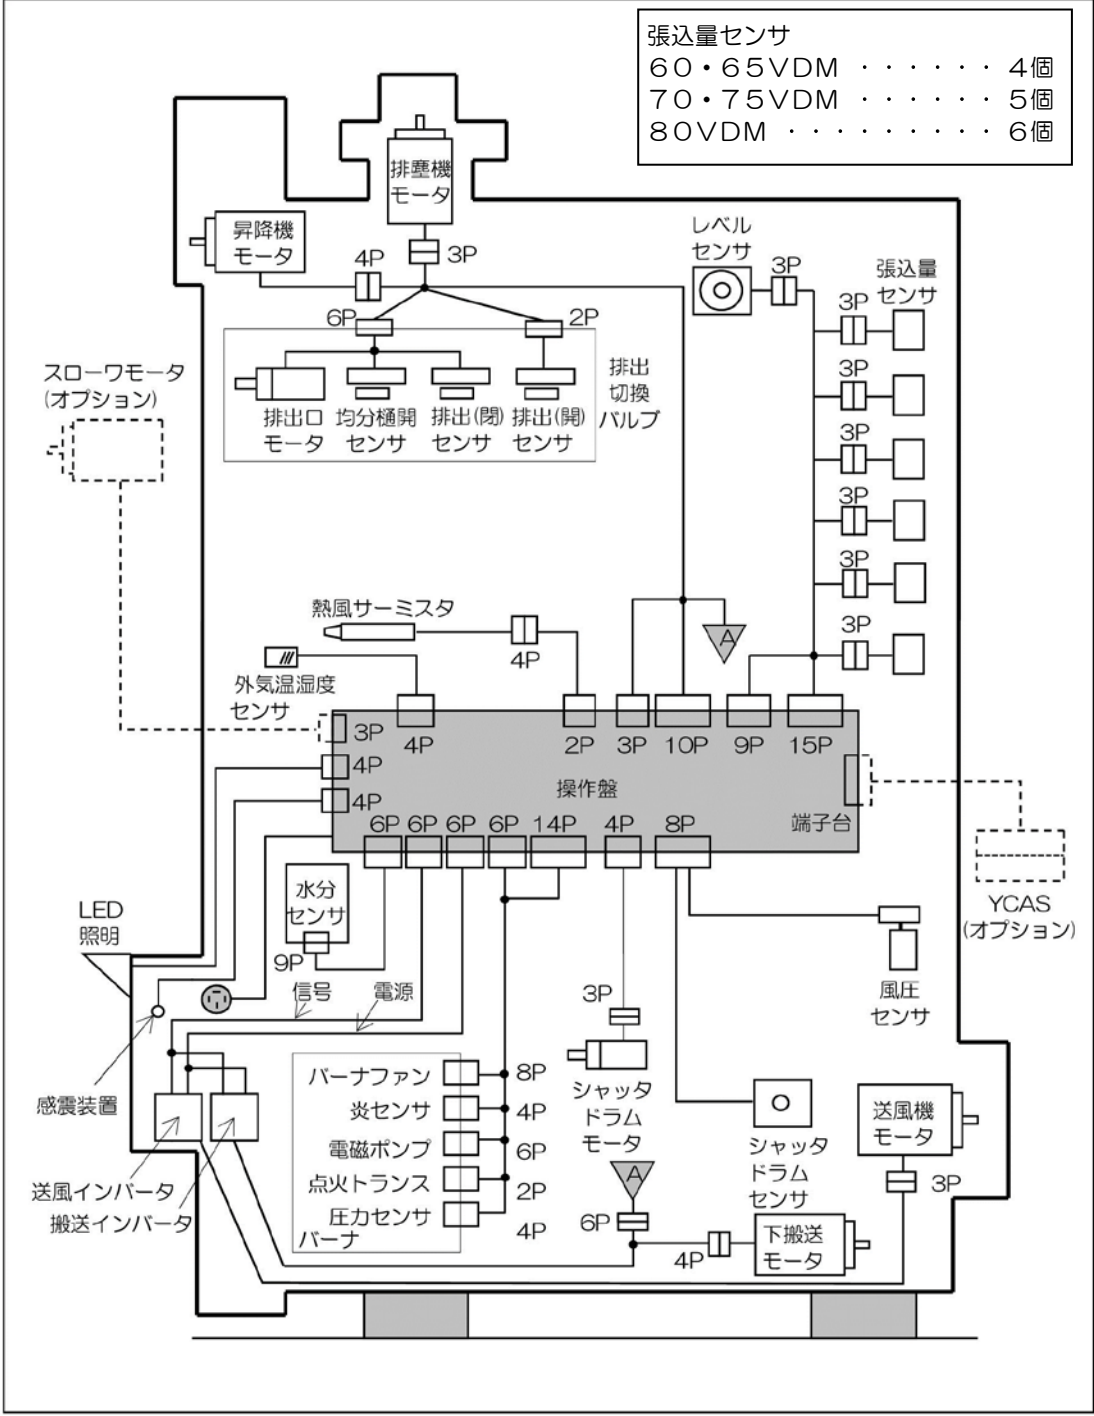 張込量センサ
60・65VDM ・・・・・・ 4個
70・75VDM ・・・・・・ 5個
80VDM ・・・・・・・・・ 6個
排塵機
モータ
昇降機
モータ
4P
3P
レベル
センサ
3P
張込量
センサ
3P
3P
3P
3P
3P
3P
6P
2P
排出
切換
バルブ
排出口
モータ
均分樋開
センサ
排出(閉)
センサ
排出(開)
センサ
スローワモータ
(オプション)
熱風サーミスタ
4P
外気温湿度
センサ
A
3P
4P
2P
3P
10P
9P
15P
4P
4P
操作盤
端子台
6P
6P
6P
6P
14P
4P
8P
YCAS
(オプション)
水分
センサ
9P
LED
照明
信号
電源
風圧
センサ
感震装置
送風インバータ
搬送インバータ
バーナファン
8P
炎センサ
4P
電磁ポンプ
6P
点火トランス
2P
圧力センサ
4P
バーナ
3P
シャッタ
ドラム
モータ
A
6P
4P
下搬送
モータ
シャッタ
ドラム
センサ
送風機
モータ
3P